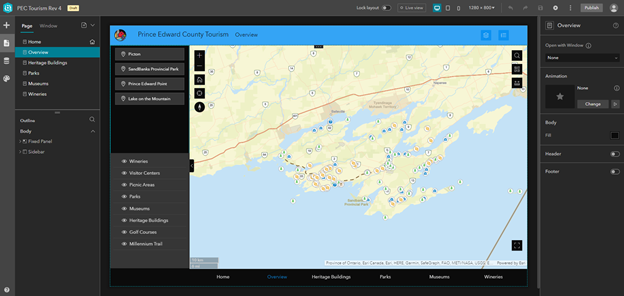 PEC Tourism Rev 4
Draft
Lock layout
Live view
1280 × 800
Publish
Page
Window
Home
Overview
Heritage Buildings
Parks
Museums
Wineries
Outline
Body
Fixed Panel
Sidebar
Prince Edward County Tourism
Overview
Picton
SandBanks Provincial Park
Prince Edward Point
Lake on the Mountain
Wineries
Visitor Centers
Picnic Areas
Parks
Museums
Heritage Buildings
Golf Courses
Millennium Trail
Sandbanks
Provincial Park
Province of Ontario, Esri Canada, Esri, HERE, Garmin, SafeGraph, FAO, METI/NASA, USGS, E
Powered by Esri
Home
Overview
Heritage Buildings
Parks
Museums
Wineries
Overview
Open with Window
None
Animation
None
Change
Body
Fill
Header
Footer